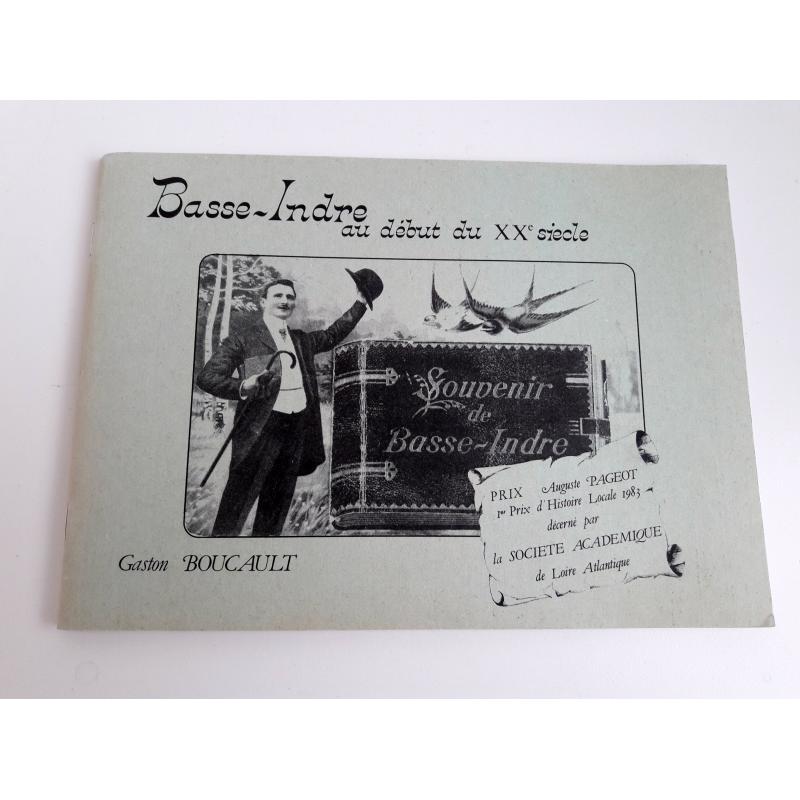 Basse-Indre
au début du XXe siecle
Souvenir
de
Basse-Indre
PRIX Auguste PAGEOT
1er Prix d'Histoire Locale 1983
décerné par
la SOCIETE ACADEMIQUE
de Loire Atlantique
Gaston BOUCAULT